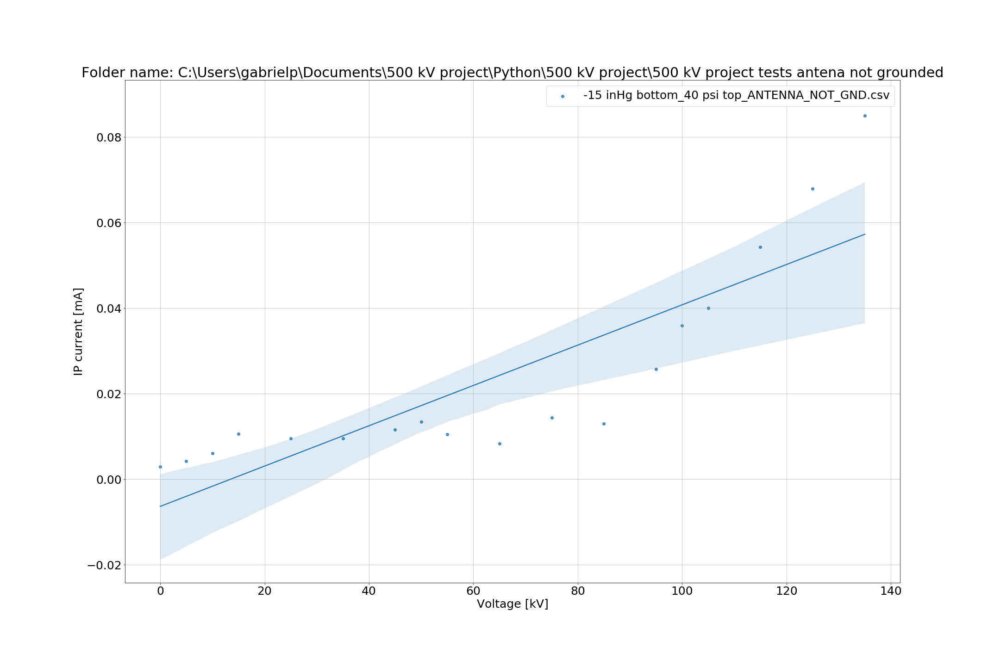 Folder name: C:\Users\gabrielp\Documents\500 kV project\Python\500 kV project\500 kV project tests antena not grounded
-15 inHg bottom_40 psi top_ANTENNA_NOT_GND.csv
0.08
0.06
0.04
0.02
0.00
−0.02
IP current [mA]
0 20 40 60 80 100 120 140
Voltage [kV]